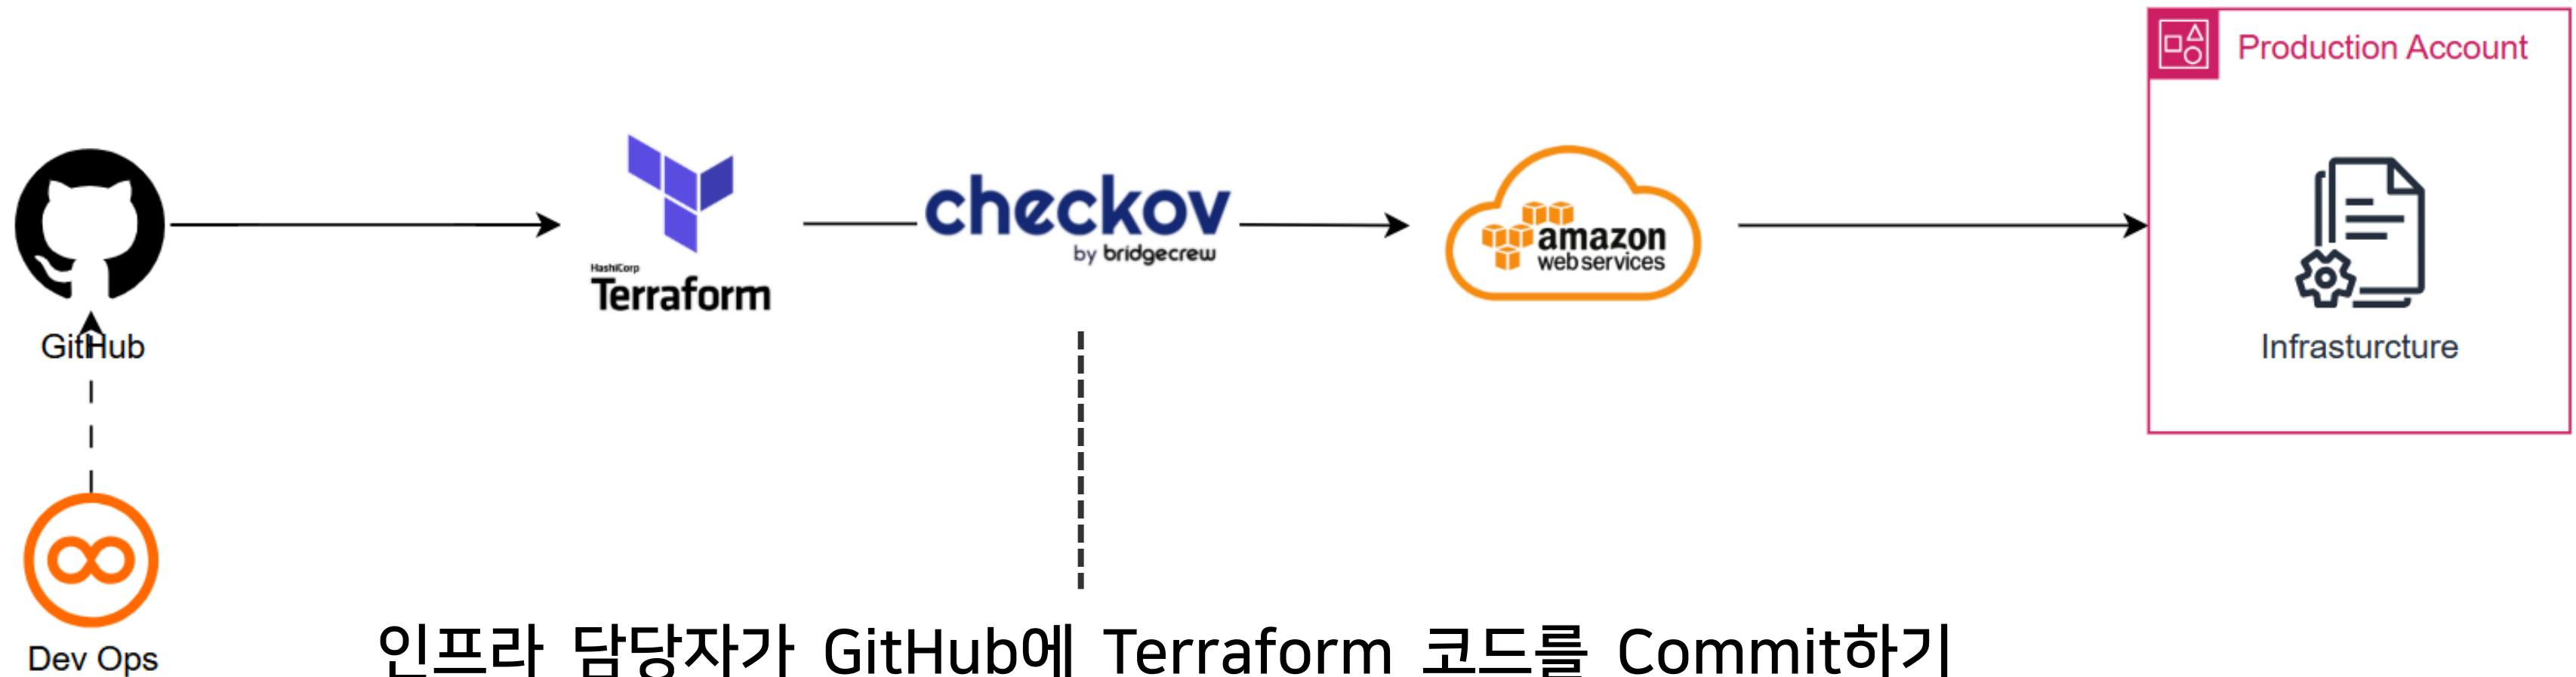 Production Account
HashiCorp
Terraform
checkov
by bridgecrew
amazon
web services
GitHub
Infrasturcture
Dev Ops
인프라 담당자가 GitHub에 Terraform 코드를 Commit하기